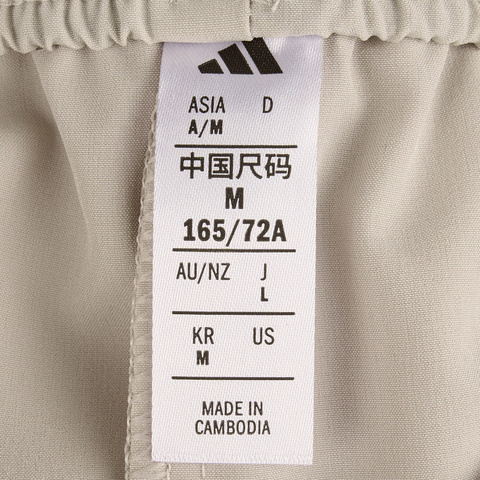 ASIA D
A/M
中国尺码
M
165/72A
AU/NZ J
L
KR US
M
MADE IN
CAMBODIA